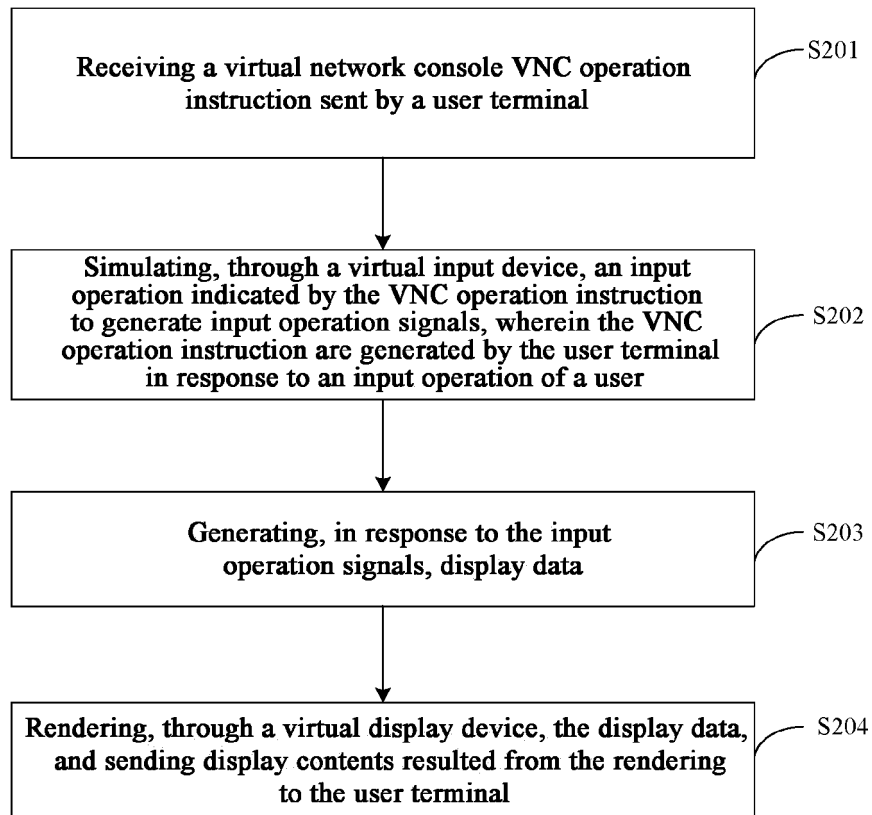 Receiving a virtual network console VNC operation
instruction sent by a user terminal
S201
Simulating, through a virtual input device, an input
operation indicated by the VNC operation instruction
to generate input operation signals, wherein the VNC
operation instruction are generated by the user terminal
in response to an input operation of a user
S202
Generating, in response to the input
operation signals, display data
S203
Rendering, through a virtual display device, the display data,
and sending display contents resulted from the rendering
to the user terminal
S204